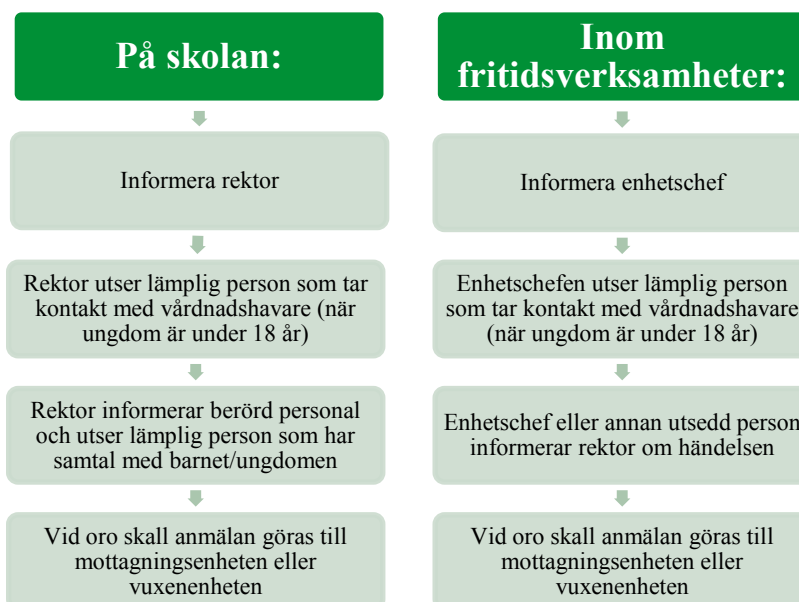 På skolan:
Informera rektor
Rektor utser lämplig person som tar
kontakt med vårdnadshavare (när
ungdom är under 18 år)
Rektor informerar berörd personal
och utser lämplig person som har
samtal med barnet/ungdomen
Vid oro skall anmälan göras till
mottagningsenheten eller
vuxenenheten
Inom
fritidsverksamheter:
Informera enhetschef
Enhetschefen utser lämplig person
som tar kontakt med vårdnadshavare
(när ungdom är under 18 år)
Enhetschef eller annan utsedd person
informerar rektor om händelsen
Vid oro skall anmälan göras till
mottagningsenheten eller
vuxenenheten